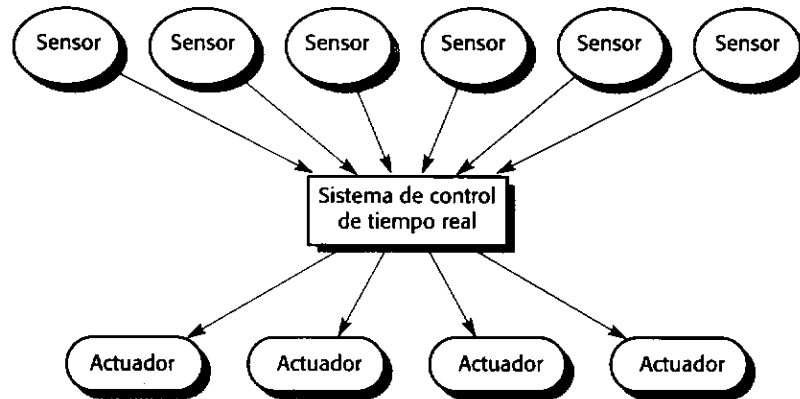 Sensor Sensor Sensor Sensor Sensor Sensor
Sistema de control
de tiempo real
Actuador Actuador Actuador Actuador